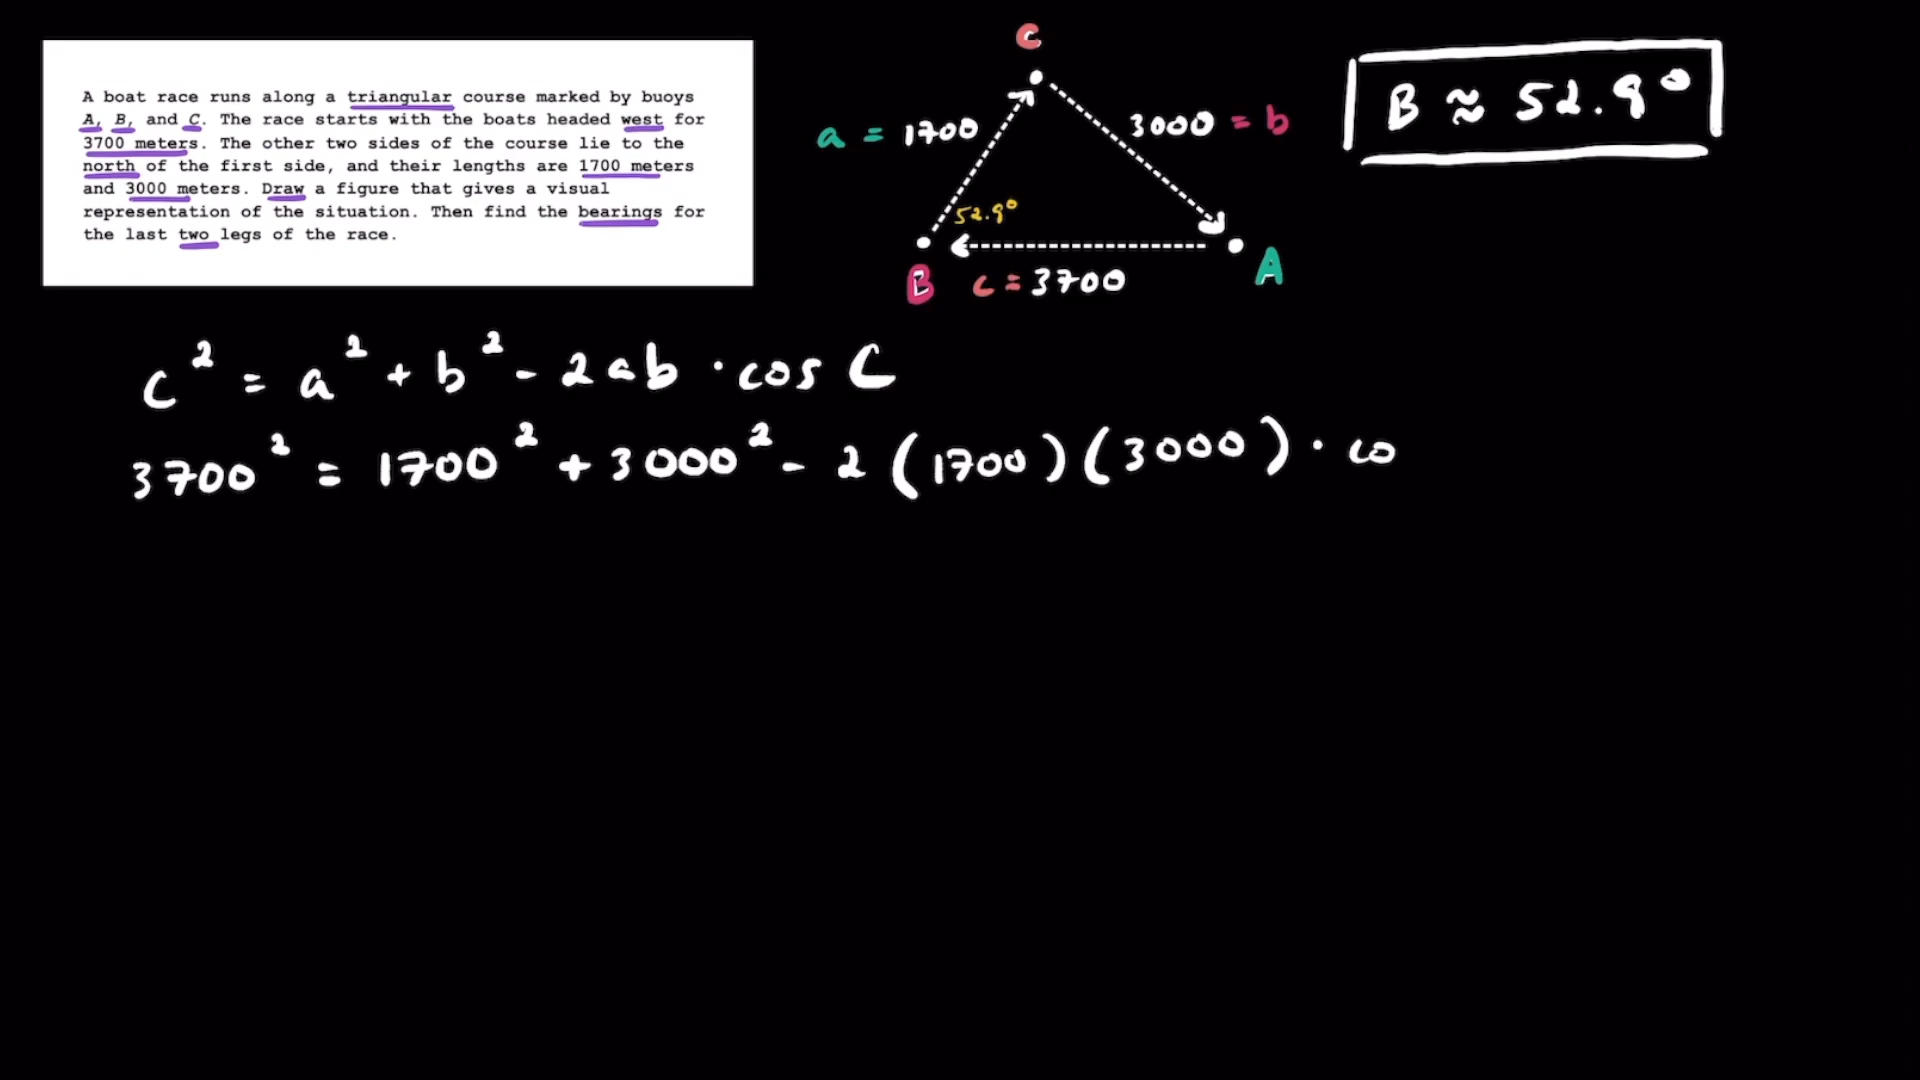 A boat race runs along a triangular course marked by buoys
A, B, and C. The race starts with the boats headed west for
3700 meters. The other two sides of the course lie to the
north of the first side, and their lengths are 1700 meters
and 3000 meters. Draw a figure that gives a visual
representation of the situation. Then find the bearings for
the last two legs of the race.
C
a = 1700
3000 = b
52.9°
B
c = 3700
A
B ≈ 52.9°
c² = a² + b² - 2ab · cos C
3700² = 1700² + 3000² - 2(1700)(3000) · co